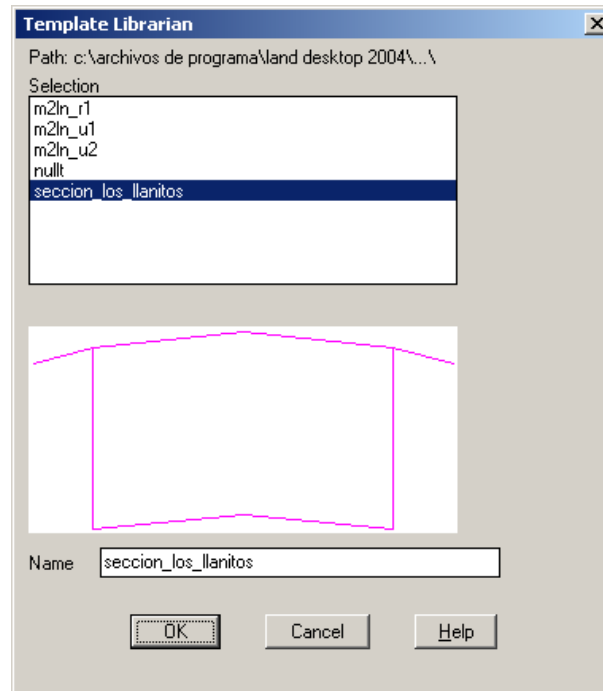 Template Librarian
Path: c:\archivos de programa\land desktop 2004\...\
Selection
m2ln_r1
m2ln_u1
m2ln_u2
nullt
seccion_los_llanitos
Name seccion_los_llanitos
OK Cancel Help